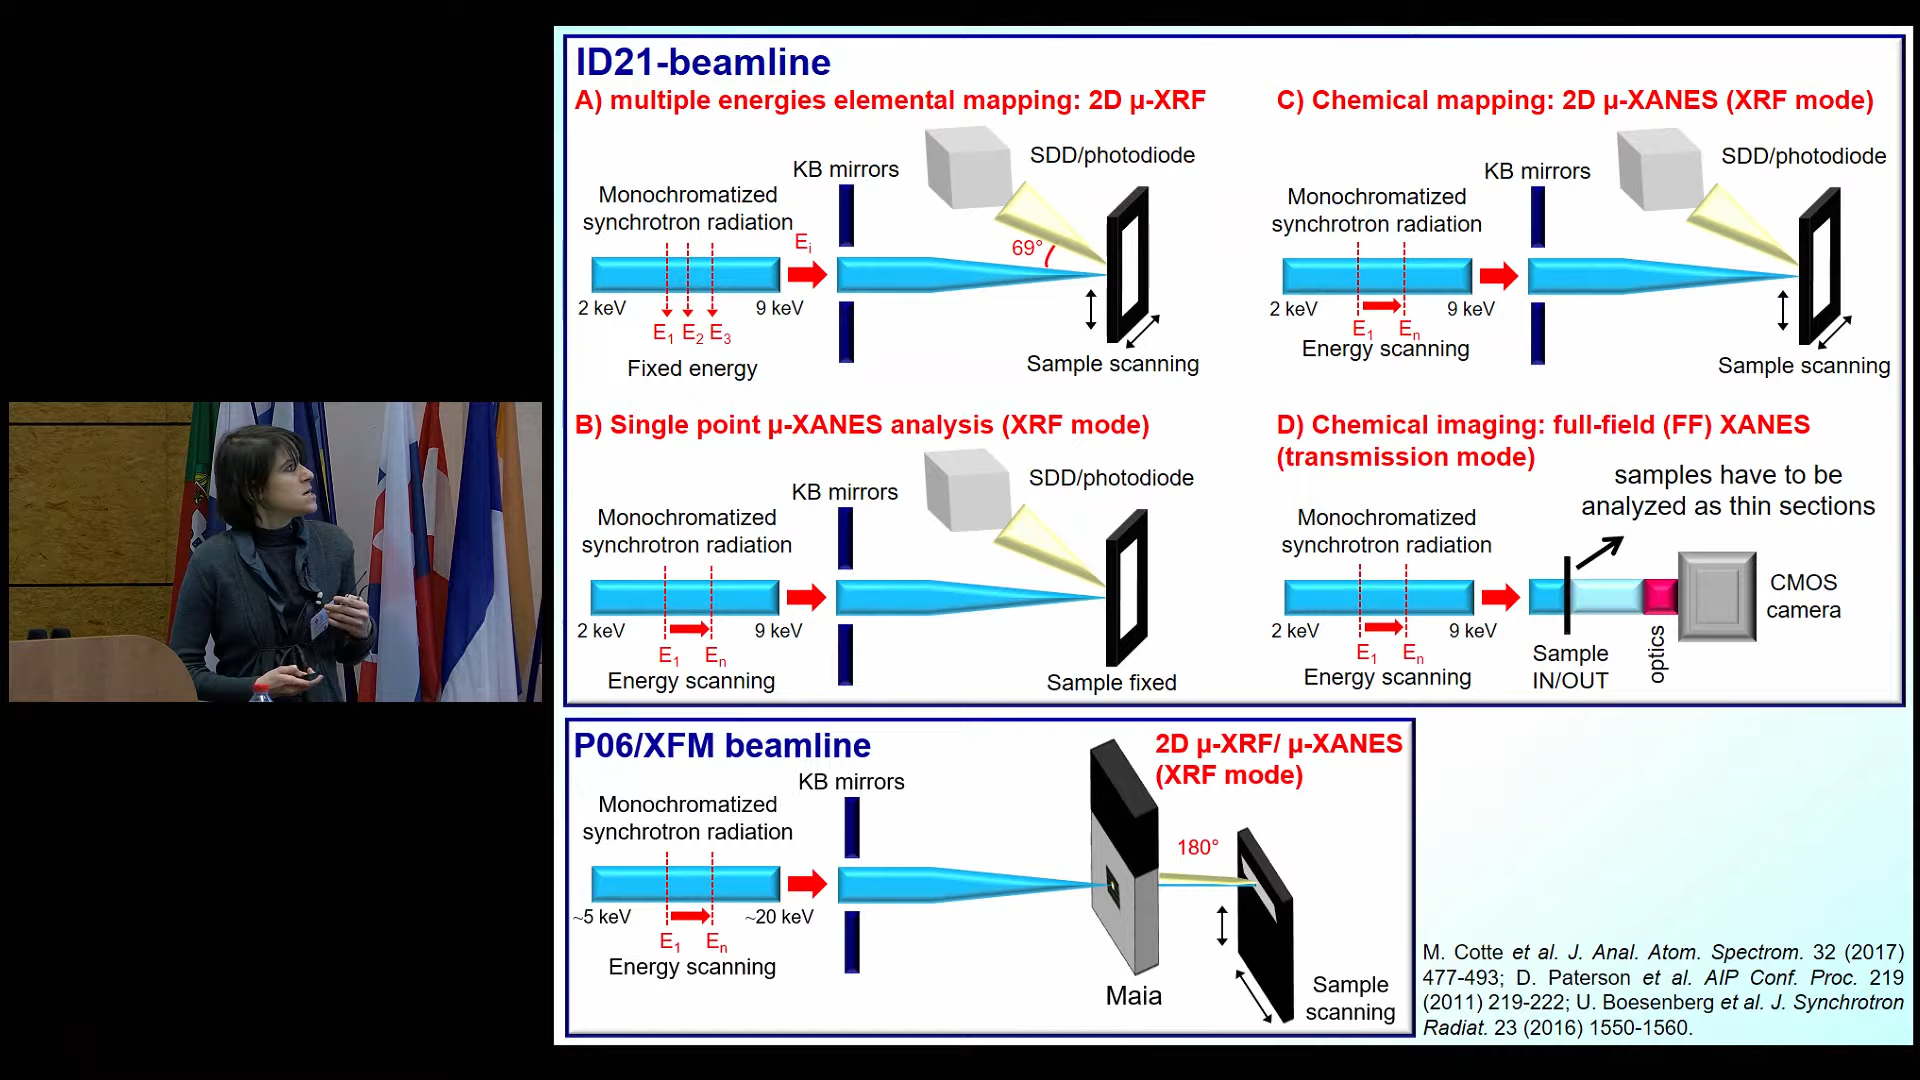 ID21-beamline
A) multiple energies elemental mapping: 2D µ-XRF
KB mirrors
SDD/photodiode
Monochromatized
synchrotron radiation
Ei
69°
2 keV
9 keV
E1 E2 E3
Fixed energy
Sample scanning
C) Chemical mapping: 2D µ-XANES (XRF mode)
KB mirrors
SDD/photodiode
Monochromatized
synchrotron radiation
2 keV
9 keV
E1
En
Energy scanning
Sample scanning
B) Single point µ-XANES analysis (XRF mode)
KB mirrors
SDD/photodiode
Monochromatized
synchrotron radiation
2 keV
9 keV
E1
En
Energy scanning
Sample fixed
D) Chemical imaging: full-field (FF) XANES
(transmission mode)
samples have to be
analyzed as thin sections
Monochromatized
synchrotron radiation
CMOS
camera
2 keV
9 keV
E1
En
Energy scanning
Sample
IN/OUT
optics
P06/XFM beamline
2D µ-XRF/ µ-XANES
(XRF mode)
KB mirrors
Monochromatized
synchrotron radiation
180°
~5 keV
~20 keV
E1
En
Energy scanning
Maia
Sample
scanning
M. Cotte et al. J. Anal. Atom. Spectrom. 32 (2017)
477-493; D. Paterson et al. AIP Conf. Proc. 219
(2011) 219-222; U. Boesenberg et al. J. Synchrotron
Radiat. 23 (2016) 1550-1560.